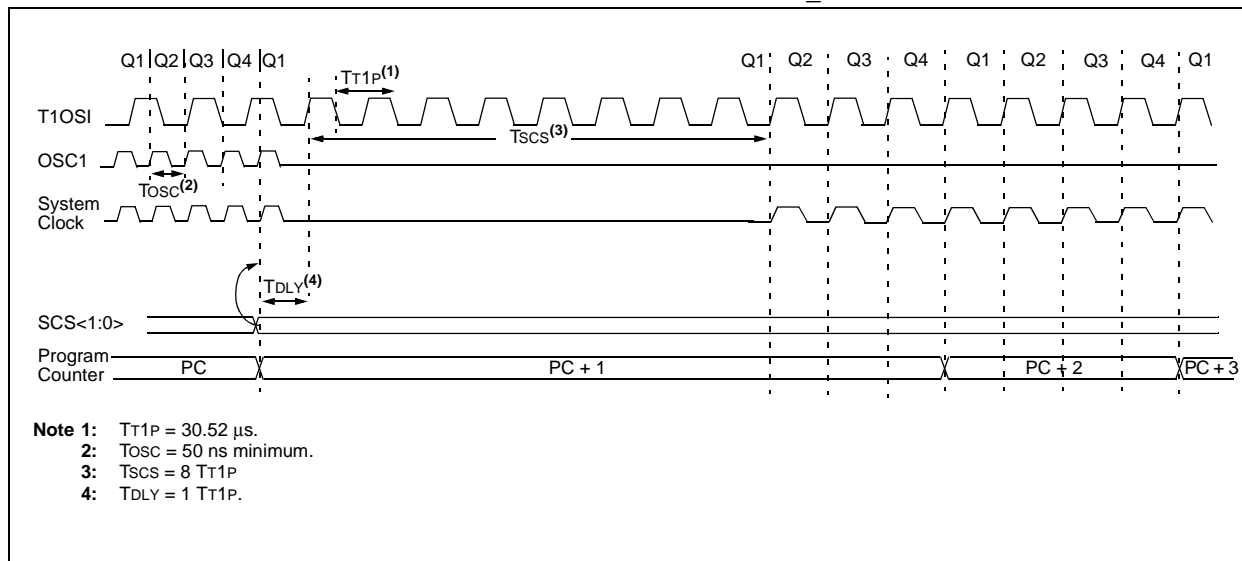 Q1 Q2 Q3 Q4 Q1 Q1 Q2 Q3 Q4 Q1 Q2 Q3 Q4 Q1
TT1P(1)
T1OSI
TSCS(3)
OSC1
TOSC(2)
System
Clock
TDLY(4)
SCS<1:0>
Program
Counter
PC PC + 1 PC + 2 PC + 3
Note 1: TT1P = 30.52 μs.
2: TOSC = 50 ns minimum.
3: TSCS = 8 TT1P
4: TDLY = 1 TT1P.